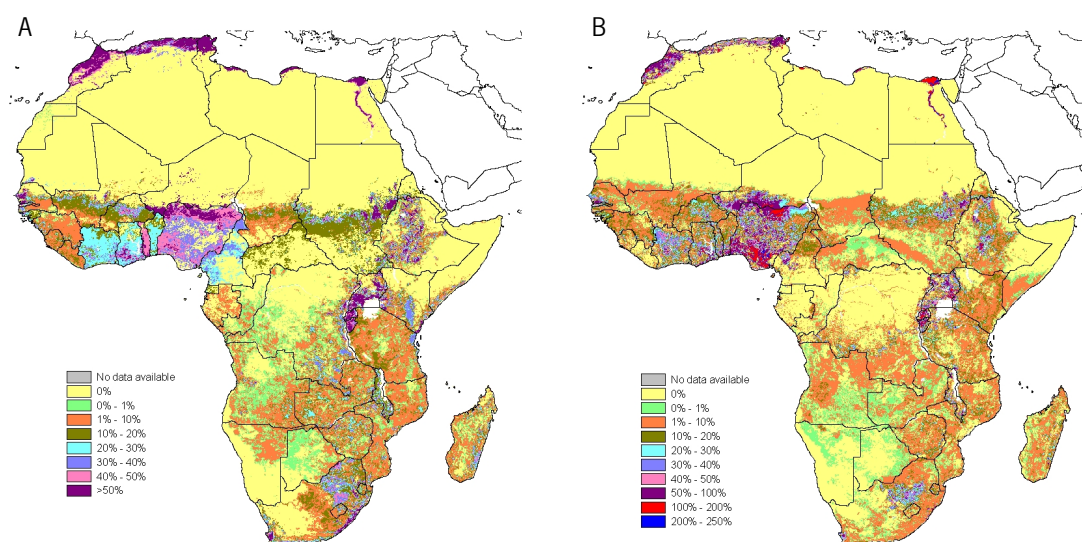 A
No data available
0%
0% - 1%
1% - 10%
10% - 20%
20% - 30%
30% - 40%
40% - 50%
>50%
B
No data available
0%
0% - 1%
1% - 10%
10% - 20%
20% - 30%
30% - 40%
40% - 50%
50% - 100%
100% - 200%
200% - 250%